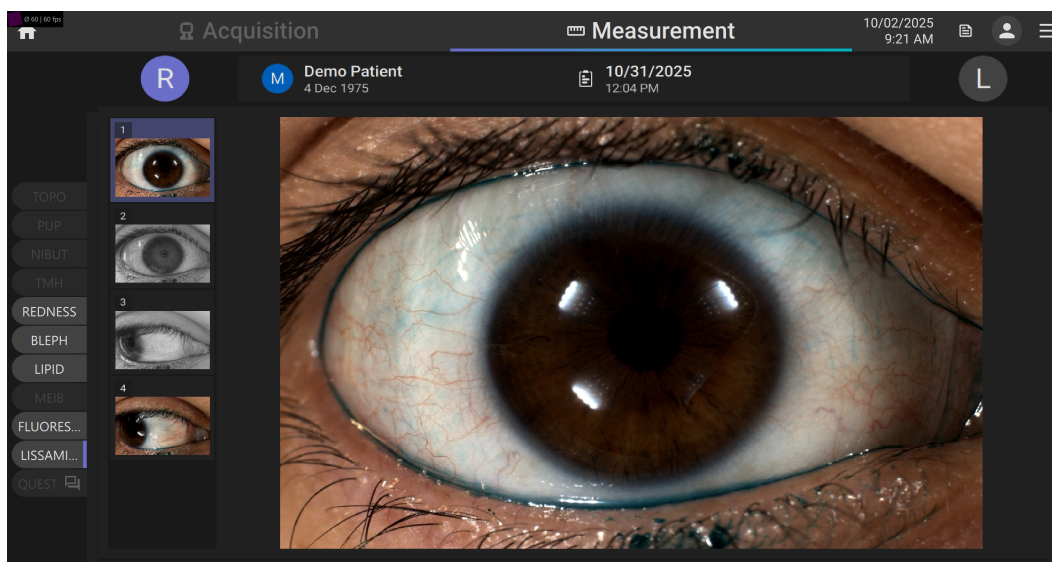 Ø 60 | 60 fps
Acquisition
Measurement
10/02/2025
9:21 AM
R
M
Demo Patient
4 Dec 1975
10/31/2025
12:04 PM
L
1
2
3
4
TOPO
PUP
NIBUT
TMH
REDNESS
BLEPH
LIPID
MEIB
FLUORES...
LISSAMI...
QUEST